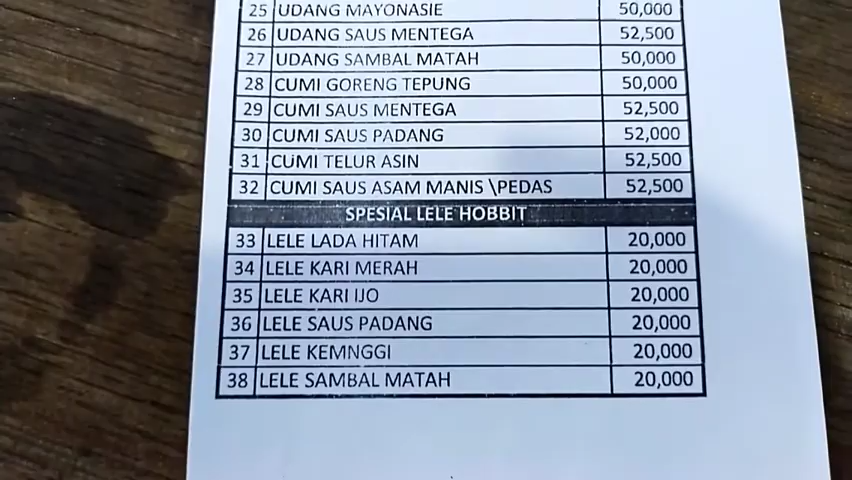 25 UDANG MAYONASIE 50,000
26 UDANG SAUS MENTEGA 52,500
27 UDANG SAMBAL MATAH 50,000
28 CUMI GORENG TEPUNG 50,000
29 CUMI SAUS MENTEGA 52,500
30 CUMI SAUS PADANG 52,000
31 CUMI TELUR ASIN 52,500
32 CUMI SAUS ASAM MANIS \PEDAS 52,500
SPESIAL LELE HOBBIT
33 LELE LADA HITAM 20,000
34 LELE KARI MERAH 20,000
35 LELE KARI IJO 20,000
36 LELE SAUS PADANG 20,000
37 LELE KEMNGGI 20,000
38 LELE SAMBAL MATAH 20,000